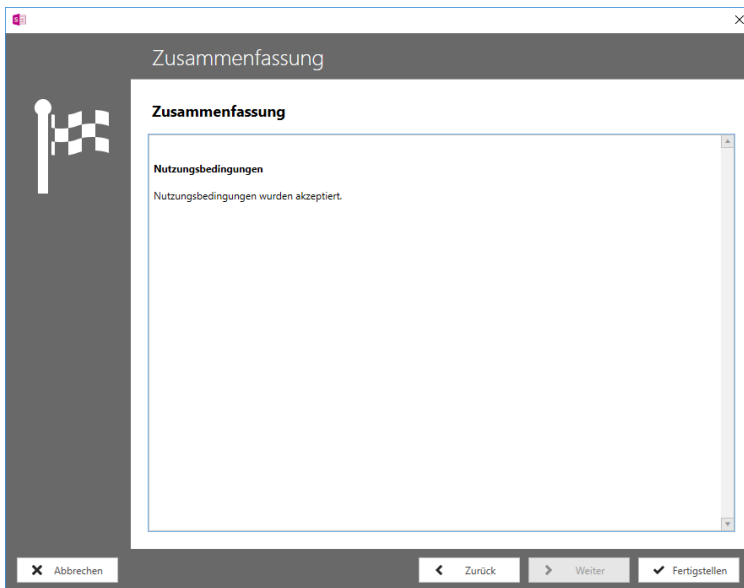 Zusammenfassung
Zusammenfassung
Nutzungsbedingungen
Nutzungsbedingungen wurden akzeptiert.
Abbrechen
Zurück
Weiter
Fertigstellen